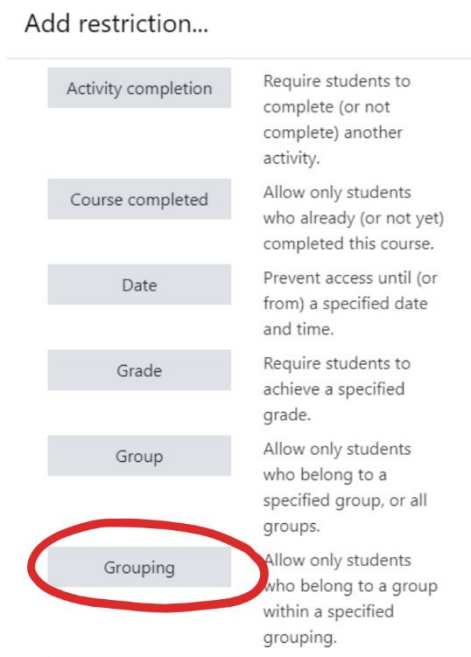 Add restriction...
Activity completion
Require students to
complete (or not
complete) another
activity.
Course completed
Allow only students
who already (or not yet)
completed this course.
Date
Prevent access until (or
from) a specified date
and time.
Grade
Require students to
achieve a specified
grade.
Group
Allow only students
who belong to a
specified group, or all
groups.
Grouping
Allow only students
who belong to a group
within a specified
grouping.